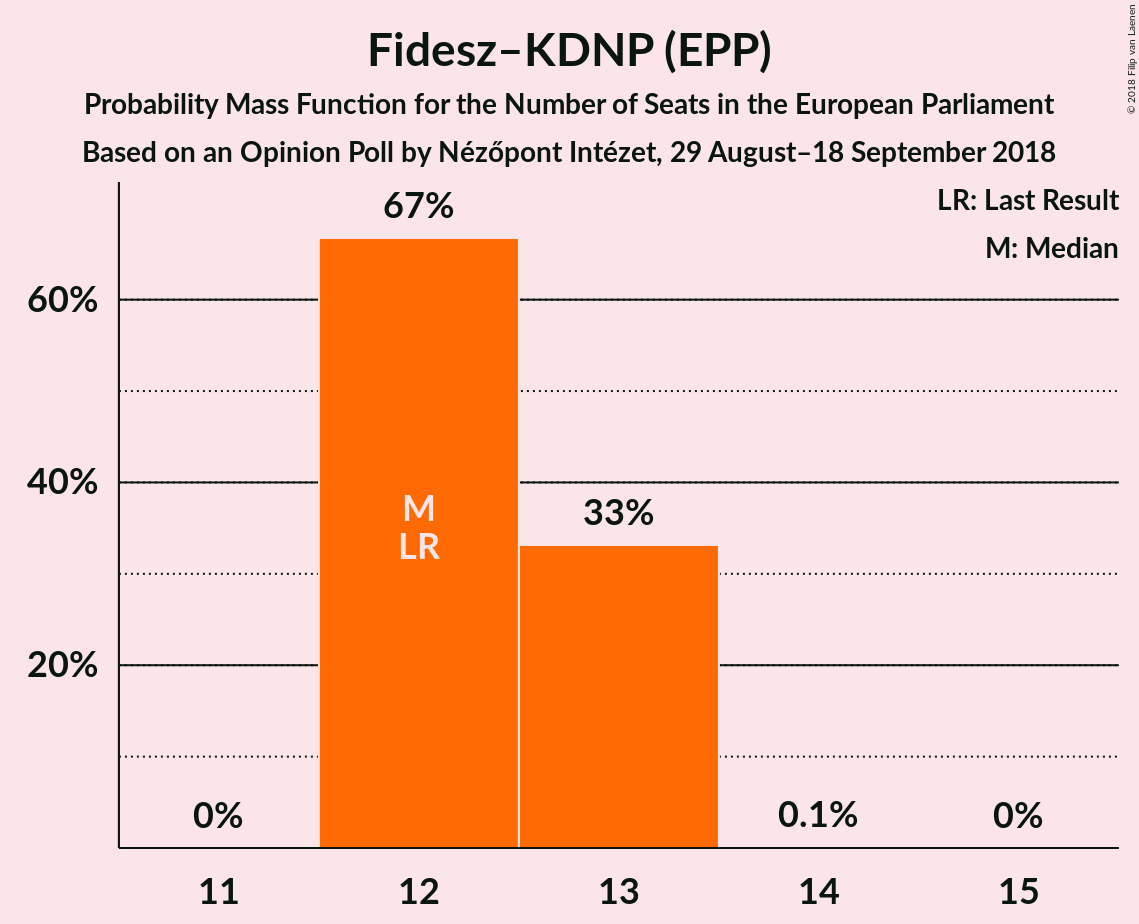 Fidesz–KDNP (EPP)
Probability Mass Function for the Number of Seats in the European Parliament
Based on an Opinion Poll by Nézőpont Intézet, 29 August–18 September 2018
© 2018 Filip van Laenen
LR: Last Result
M: Median
67%
60%
40%
20%
M
LR
33%
0%
0.1%
0%
11
12
13
14
15